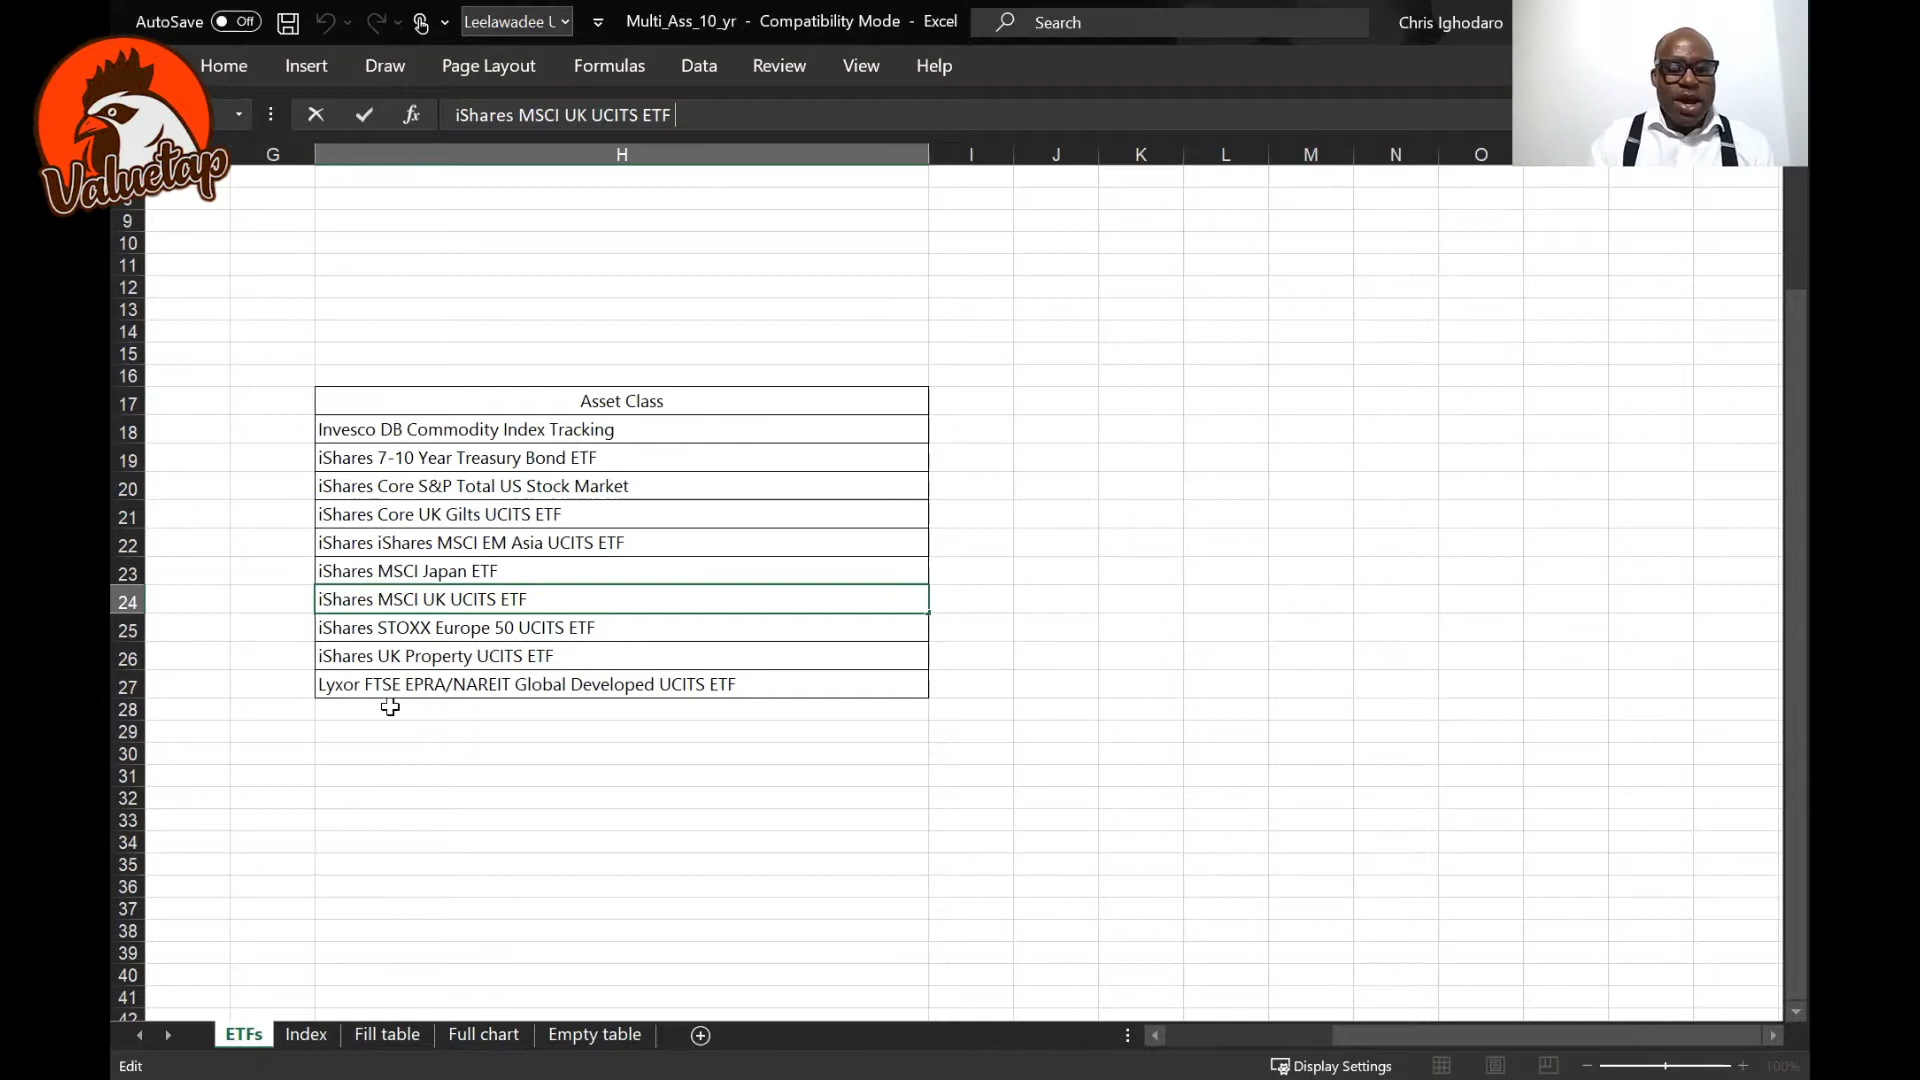 AutoSave Off Leelawadee U Multi_Ass_10_yr - Compatibility Mode - Excel Search Chris Ighodaro
Home Insert Draw Page Layout Formulas Data Review View Help
Valuetap
fx iShares MSCI UK UCITS ETF
G H I J K L M N O
9
10
11
12
13
14
15
16
17 Asset Class
18 Invesco DB Commodity Index Tracking
19 iShares 7-10 Year Treasury Bond ETF
20 iShares Core S&P Total US Stock Market
21 iShares Core UK Gilts UCITS ETF
22 iShares iShares MSCI EM Asia UCITS ETF
23 iShares MSCI Japan ETF
24 iShares MSCI UK UCITS ETF
25 iShares STOXX Europe 50 UCITS ETF
26 iShares UK Property UCITS ETF
27 Lyxor FTSE EPRA/NAREIT Global Developed UCITS ETF
28
29
30
31
32
33
34
35
36
37
38
39
40
41
42
ETFs Index Fill table Full chart Empty table
Edit Display Settings 100%